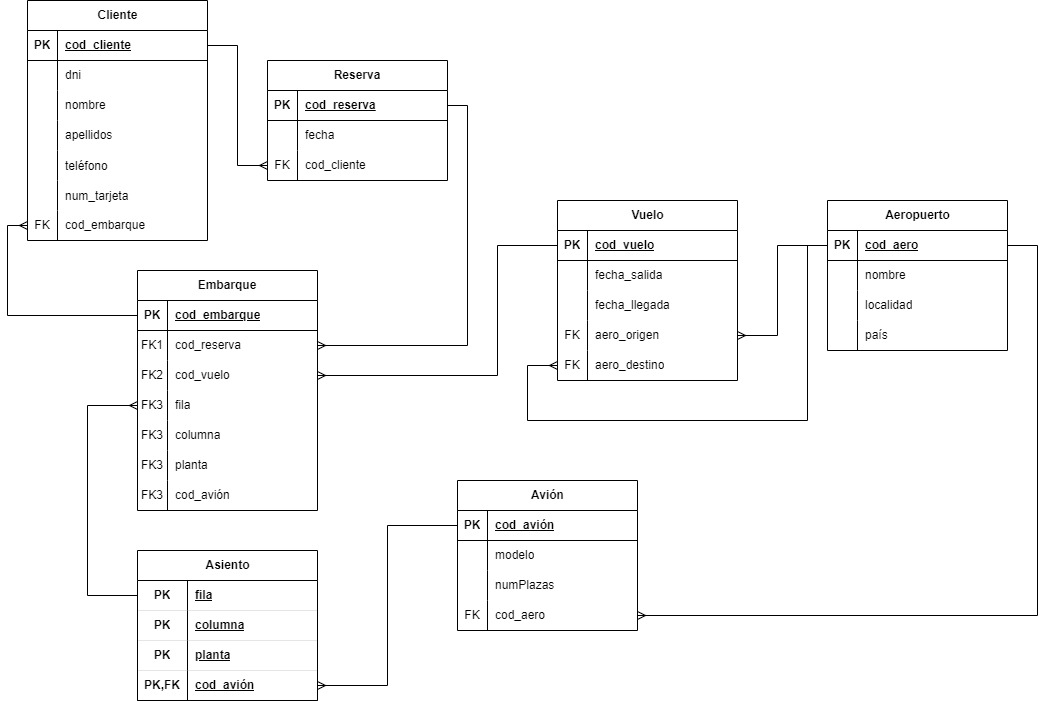 Cliente
PK cod_cliente
dni
nombre
apellidos
teléfono
num_tarjeta
FK cod_embarque
Reserva
PK cod_reserva
fecha
FK cod_cliente
Embarque
PK cod_embarque
FK1 cod_reserva
FK2 cod_vuelo
FK3 fila
FK3 columna
FK3 planta
FK3 cod_avión
Vuelo
PK cod_vuelo
fecha_salida
fecha_llegada
FK aero_origen
FK aero_destino
Aeropuerto
PK cod_aero
nombre
localidad
país
Avión
PK cod_avión
modelo
numPlazas
FK cod_aero
Asiento
PK fila
PK columna
PK planta
PK,FK cod_avión